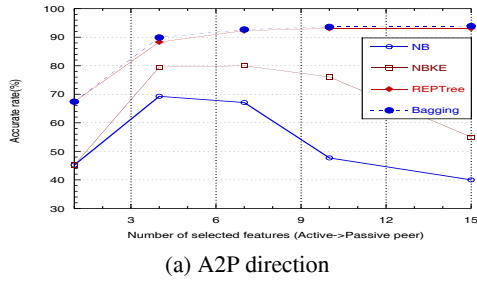 100
90
80
70
60
50
40
30
Accurate rate(%)
NB
NBKE
REPTree
Bagging
3 6 9 12 15
Number of selected features (Active->Passive peer)
(a) A2P direction